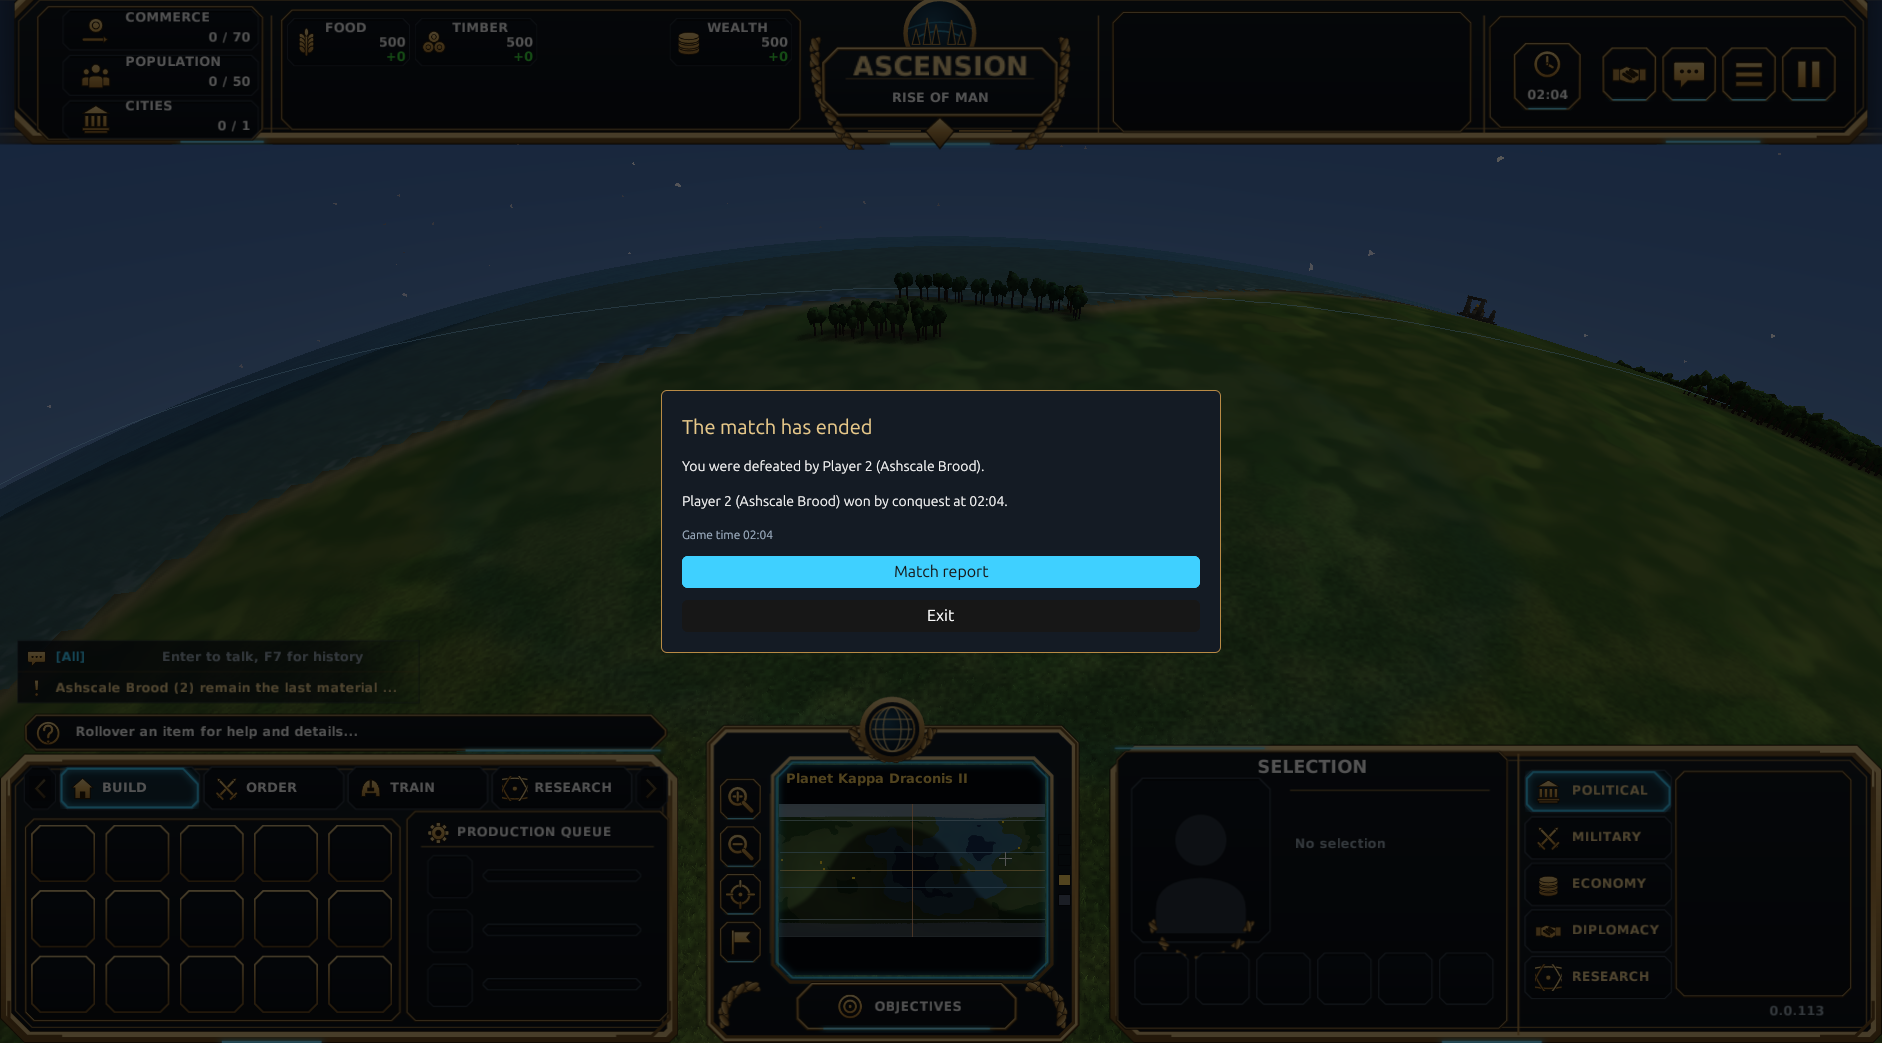 COMMERCE
0 / 70
POPULATION
0 / 50
CITIES
0 / 1
FOOD
500
+0
TIMBER
500
+0
WEALTH
500
+0
ASCENSION
RISE OF MAN
02:04
The match has ended
You were defeated by Player 2 (Ashscale Brood).
Player 2 (Ashscale Brood) won by conquest at 02:04.
Game time 02:04
Match report
Exit
[All] Enter to talk, F7 for history
! Ashscale Brood (2) remain the last material ...
Rollover an item for help and details...
BUILD
ORDER
TRAIN
RESEARCH
PRODUCTION QUEUE
Planet Kappa Draconis II
OBJECTIVES
SELECTION
No selection
POLITICAL
MILITARY
ECONOMY
DIPLOMACY
RESEARCH
0.0.113